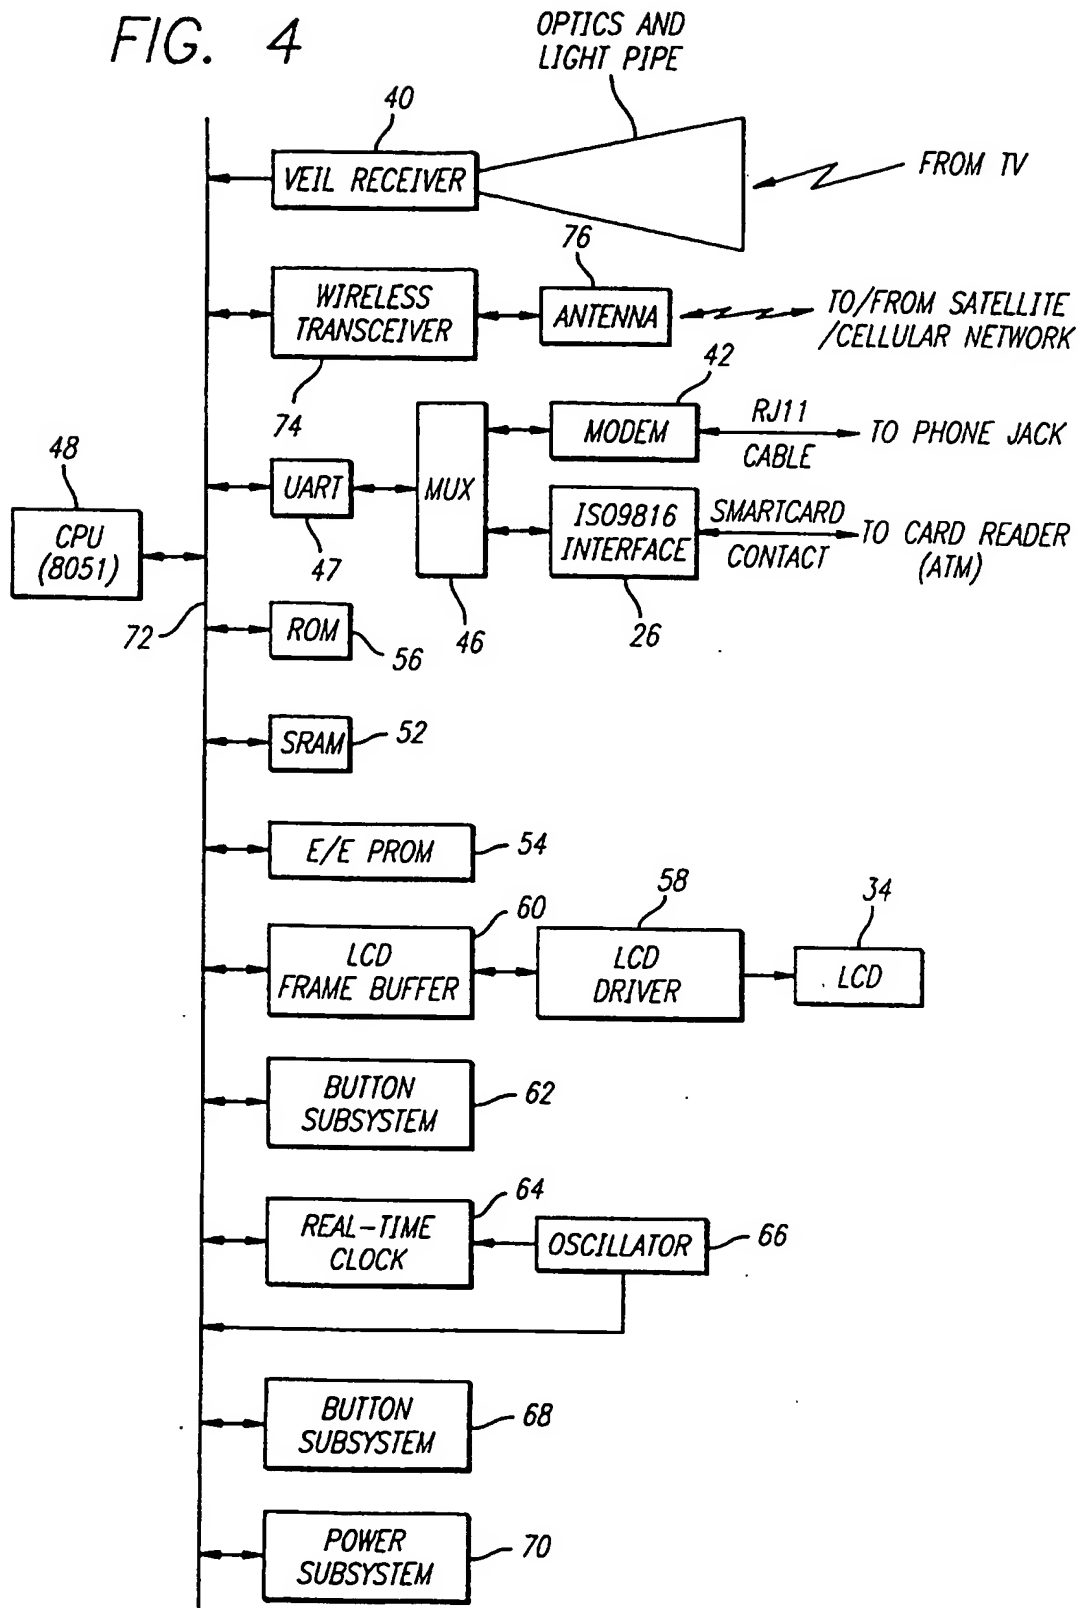 FIG. 4
OPTICS AND
LIGHT PIPE
40
VEIL RECEIVER
FROM TV
76
WIRELESS
TRANSCEIVER
ANTENNA
TO/FROM SATELLITE
/CELLULAR NETWORK
74
42
MODEM
RJ11
CABLE
TO PHONE JACK
48
CPU
(8051)
UART
47
MUX
46
ISO9816
INTERFACE
SMARTCARD
CONTACT
TO CARD READER
(ATM)
26
72
ROM
56
SRAM
52
E/E PROM
54
60
LCD
FRAME BUFFER
58
LCD
DRIVER
34
LCD
BUTTON
SUBSYSTEM
62
64
REAL-TIME
CLOCK
OSCILLATOR
66
BUTTON
SUBSYSTEM
68
POWER
SUBSYSTEM
70